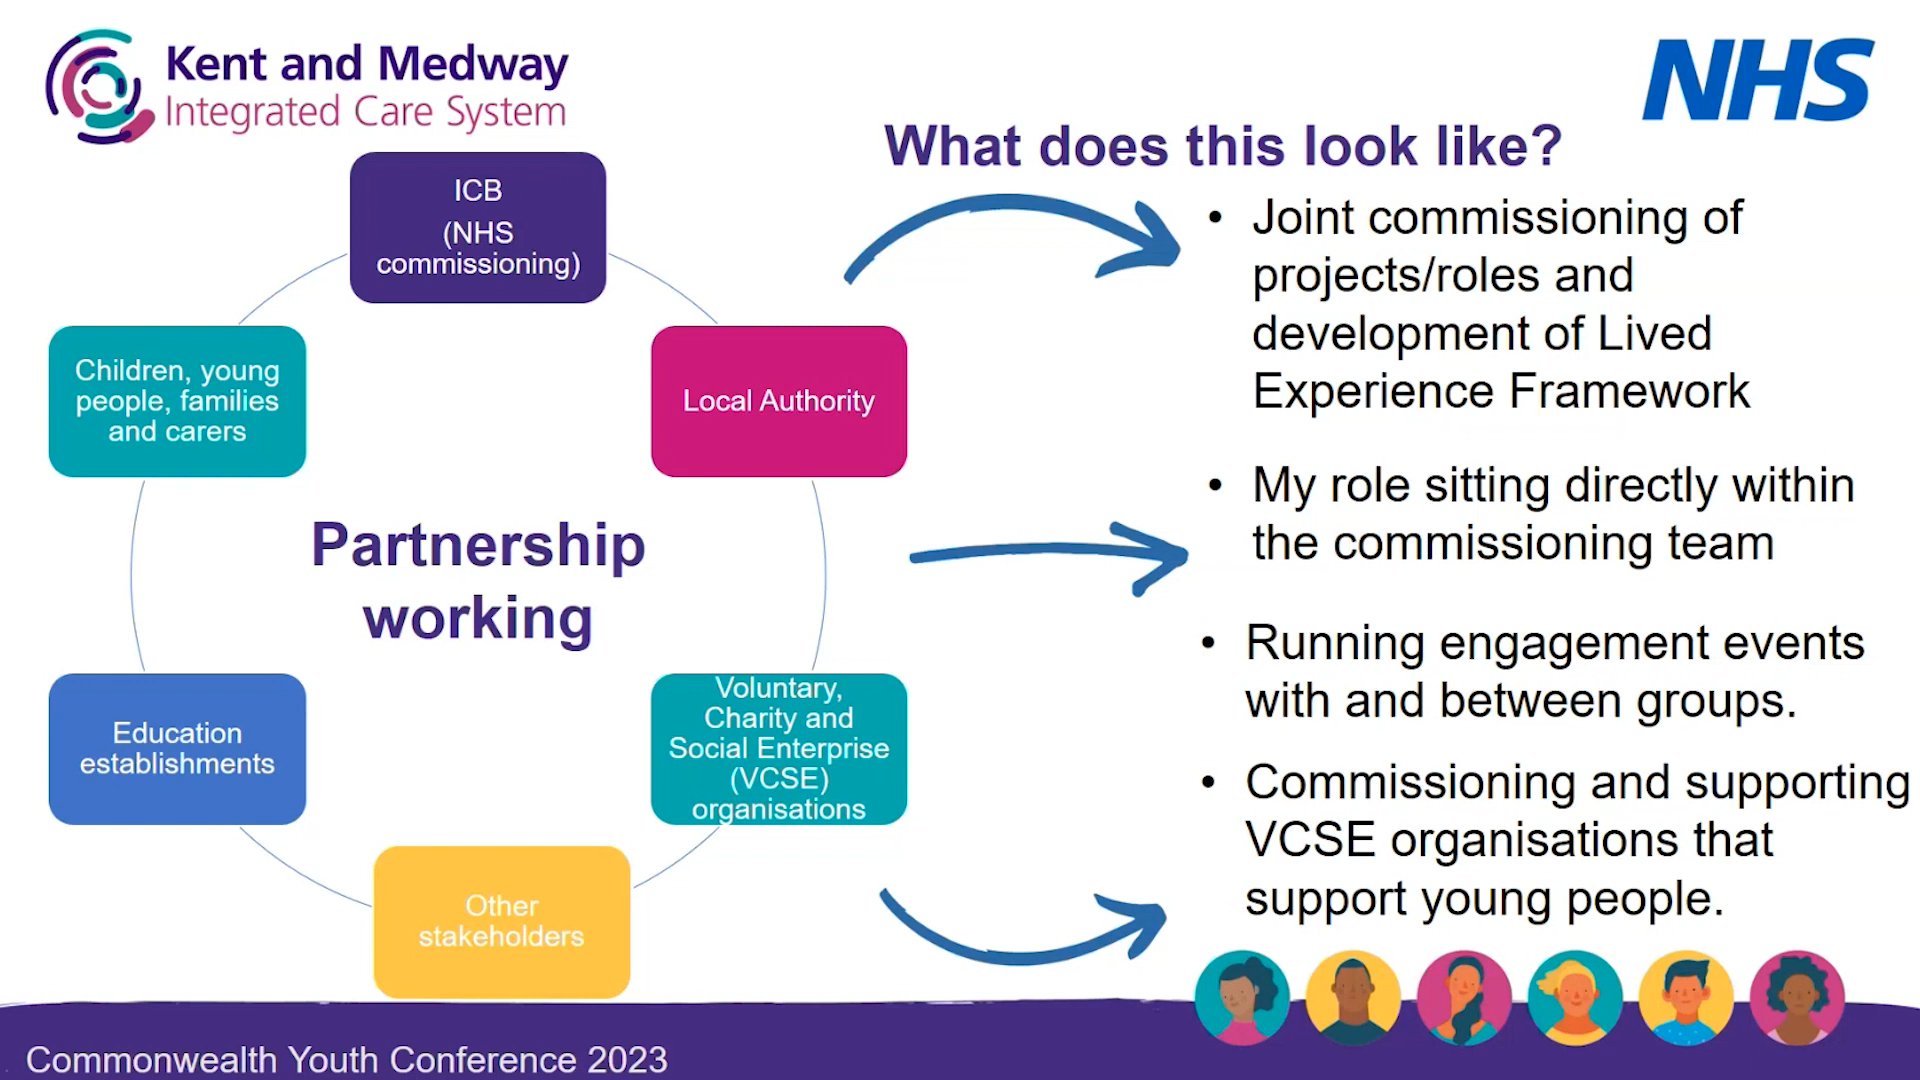 Kent and Medway
Integrated Care System
NHS
What does this look like?
ICB
(NHS
commissioning)
Local Authority
Voluntary,
Charity and
Social Enterprise
(VCSE)
organisations
Other
stakeholders
Education
establishments
Children, young
people, families
and carers
Partnership
working
• Joint commissioning of
projects/roles and
development of Lived
Experience Framework
• My role sitting directly within
the commissioning team
• Running engagement events
with and between groups.
• Commissioning and supporting
VCSE organisations that
support young people.
Commonwealth Youth Conference 2023